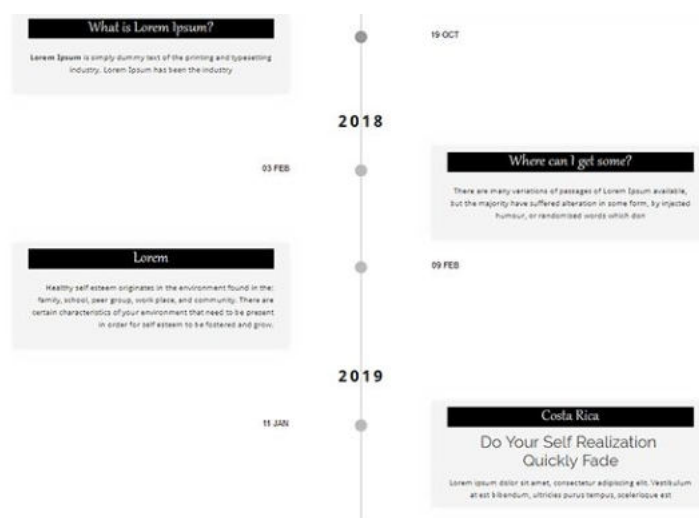 What is Lorem Ipsum?
19 OCT
Lorem Ipsum is simply dummy text of the printing and typesetting
industry. Lorem Ipsum has been the industry
2018
03 FEB
Where can I get some?
There are many variations of passages of Lorem Ipsum available,
but the majority have suffered alteration in some form, by injected
humour, or randomised words which don
Lorem
09 FEB
Healthy self esteem originates in the environment found in the:
family, school, peer group, work place, and community. There are
certain characteristics of your environment that need to be present
in order for self esteem to be fostered and grow.
2019
11 JAN
Costa Rica
Do Your Self Realization
Quickly Fade
Lorem ipsum dolor sit amet, consectetur adipiscing elit. Vestibulum
at est bibendum, ultricies purus tempus, scelerisque est